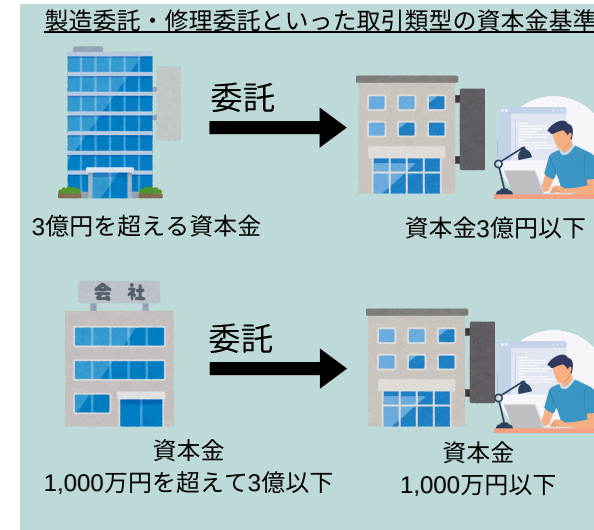 製造委託・修理委託といった取引類型の資本金基準
委託
3億円を超える資本金
資本金3億円以下
会社
委託
資本金
1,000万円を超えて3億以下
資本金
1,000万円以下